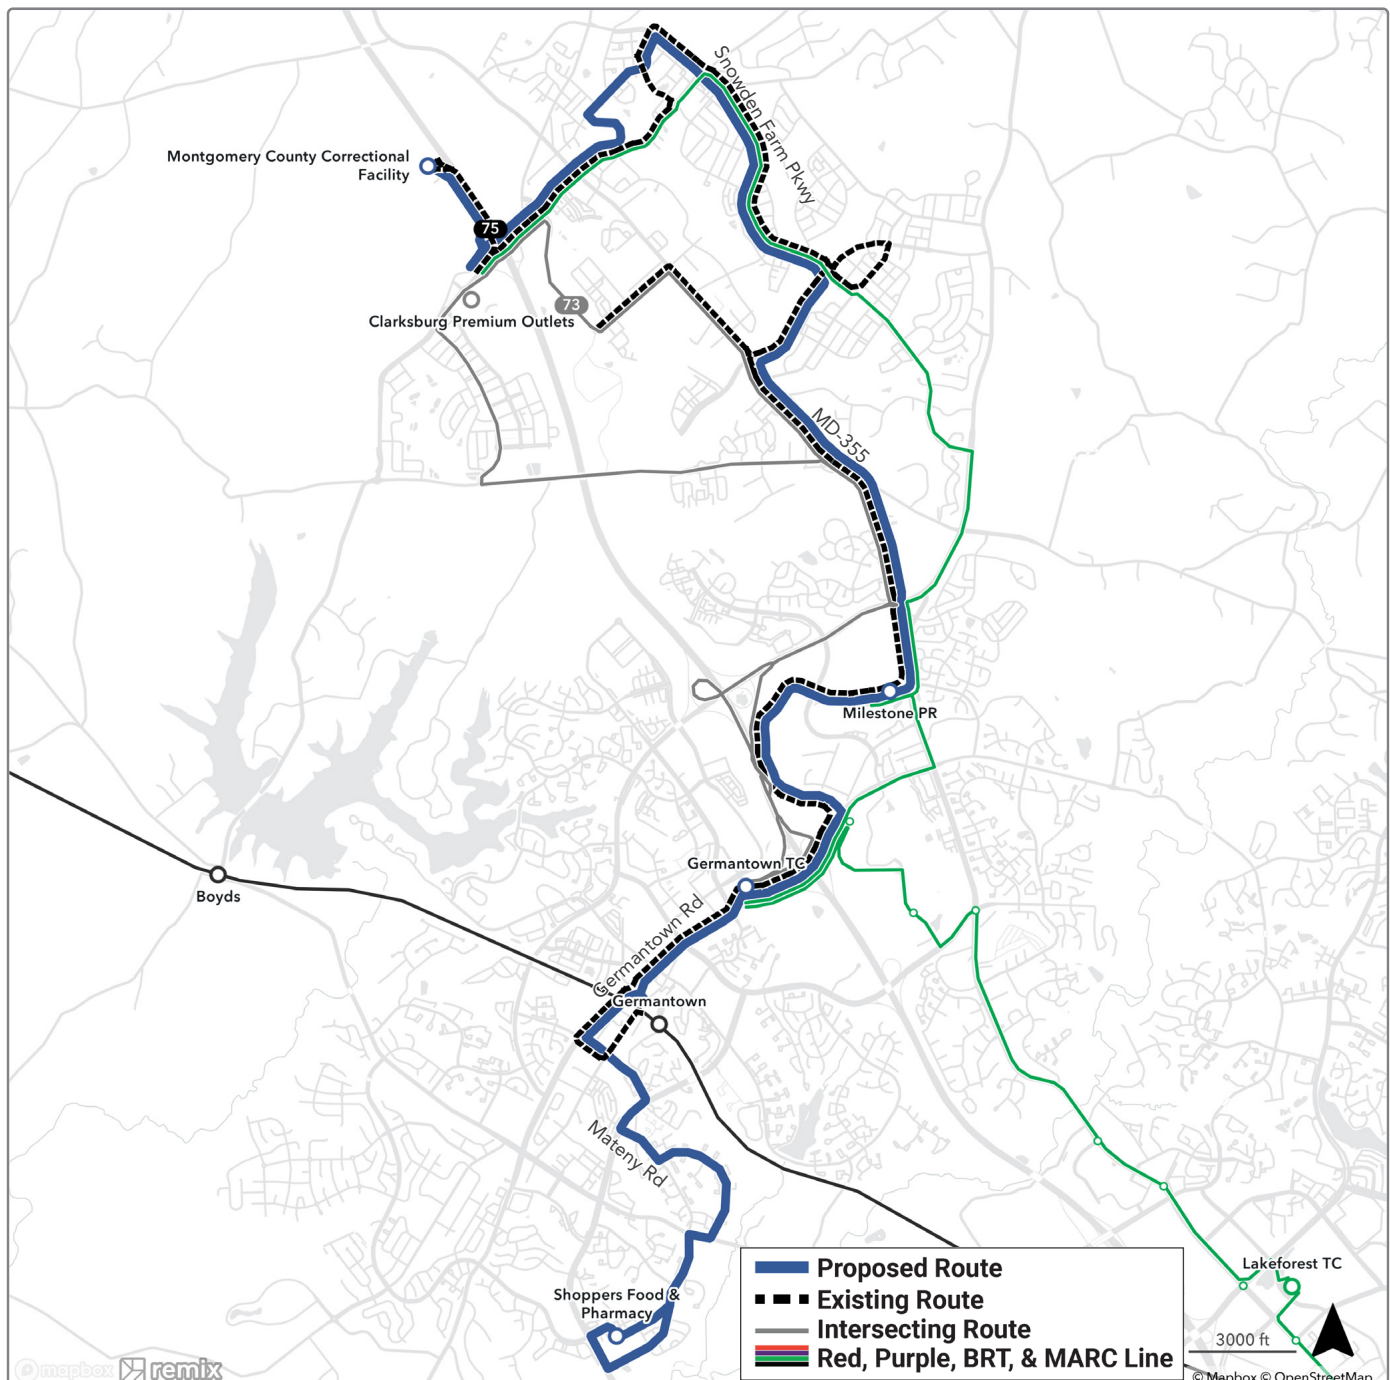 Snowden Farm Pkwy
Montgomery County Correctional
Facility
75
73
Clarksburg Premium Outlets
MD-355
Milestone PR
Germantown TC
Boyds
Germantown Rd
Germantown
Mateny Rd
Shoppers Food &
Pharmacy
Lakeforest TC
Proposed Route
Existing Route
Intersecting Route
Red, Purple, BRT, & MARC Line
3000 ft
mapbox remix
© Mapbox © OpenStreetMap